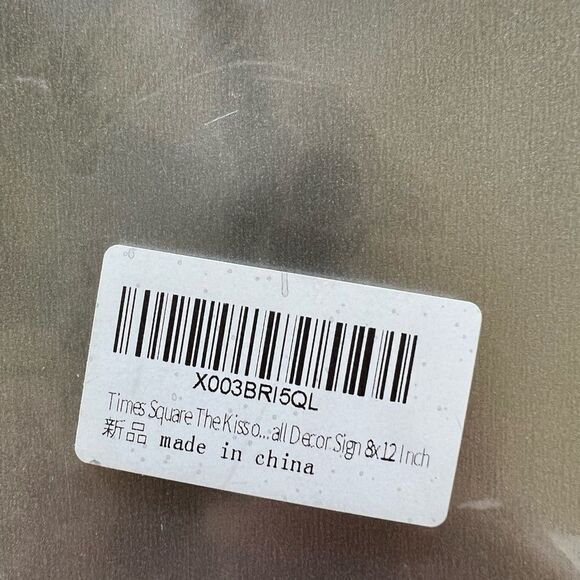 X003BRI5QL
Times Square The Kiss o...all Decor Sign 8x12 Inch
新品 made in china